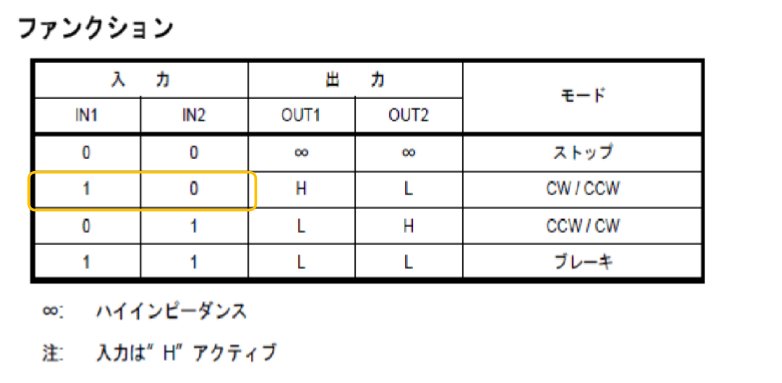 ファンクション
入 力 出 力 モード
IN1 IN2 OUT1 OUT2
0 0 ∞ ∞ ストップ
1 0 H L CW / CCW
0 1 L H CCW / CW
1 1 L L ブレーキ
∞: ハイインピーダンス
注: 入力は" H" アクティブ